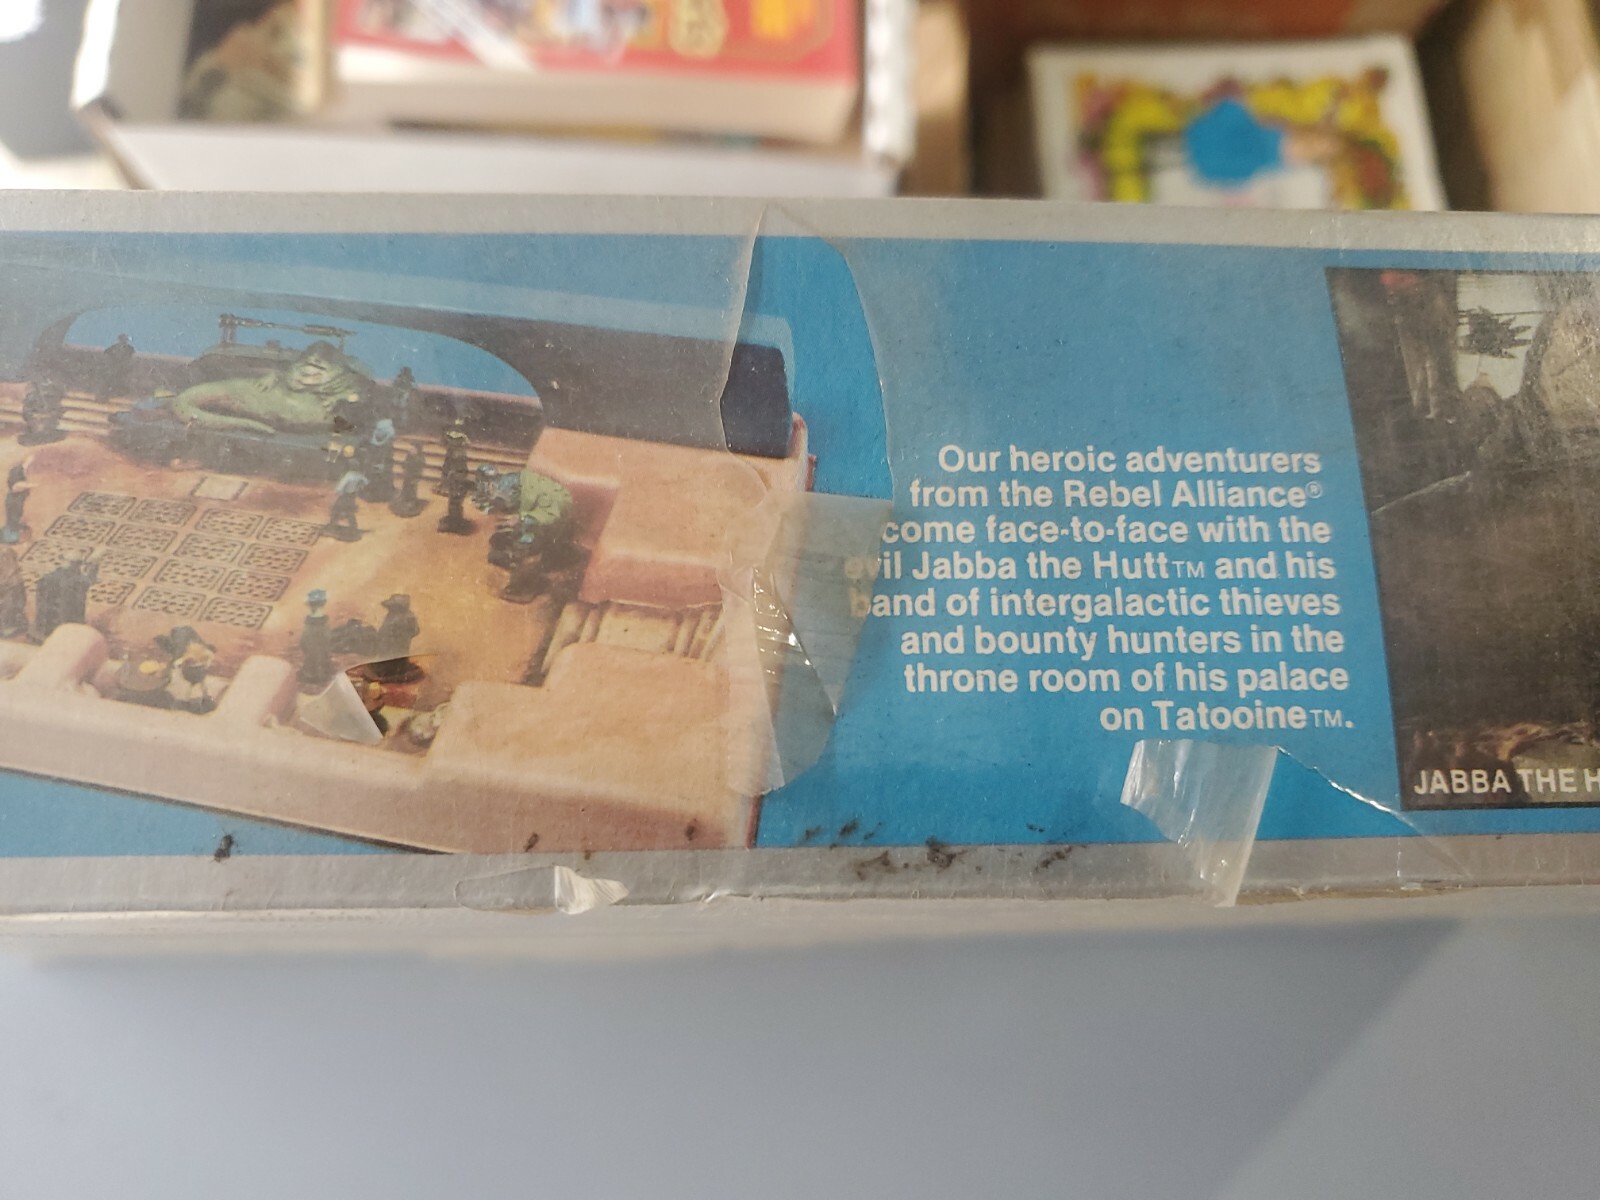 Our heroic adventurers
from the Rebel Alliance®
come face-to-face with the
evil Jabba the Hutt™ and his
band of intergalactic thieves
and bounty hunters in the
throne room of his palace
on Tatooine™.
JABBA THE H